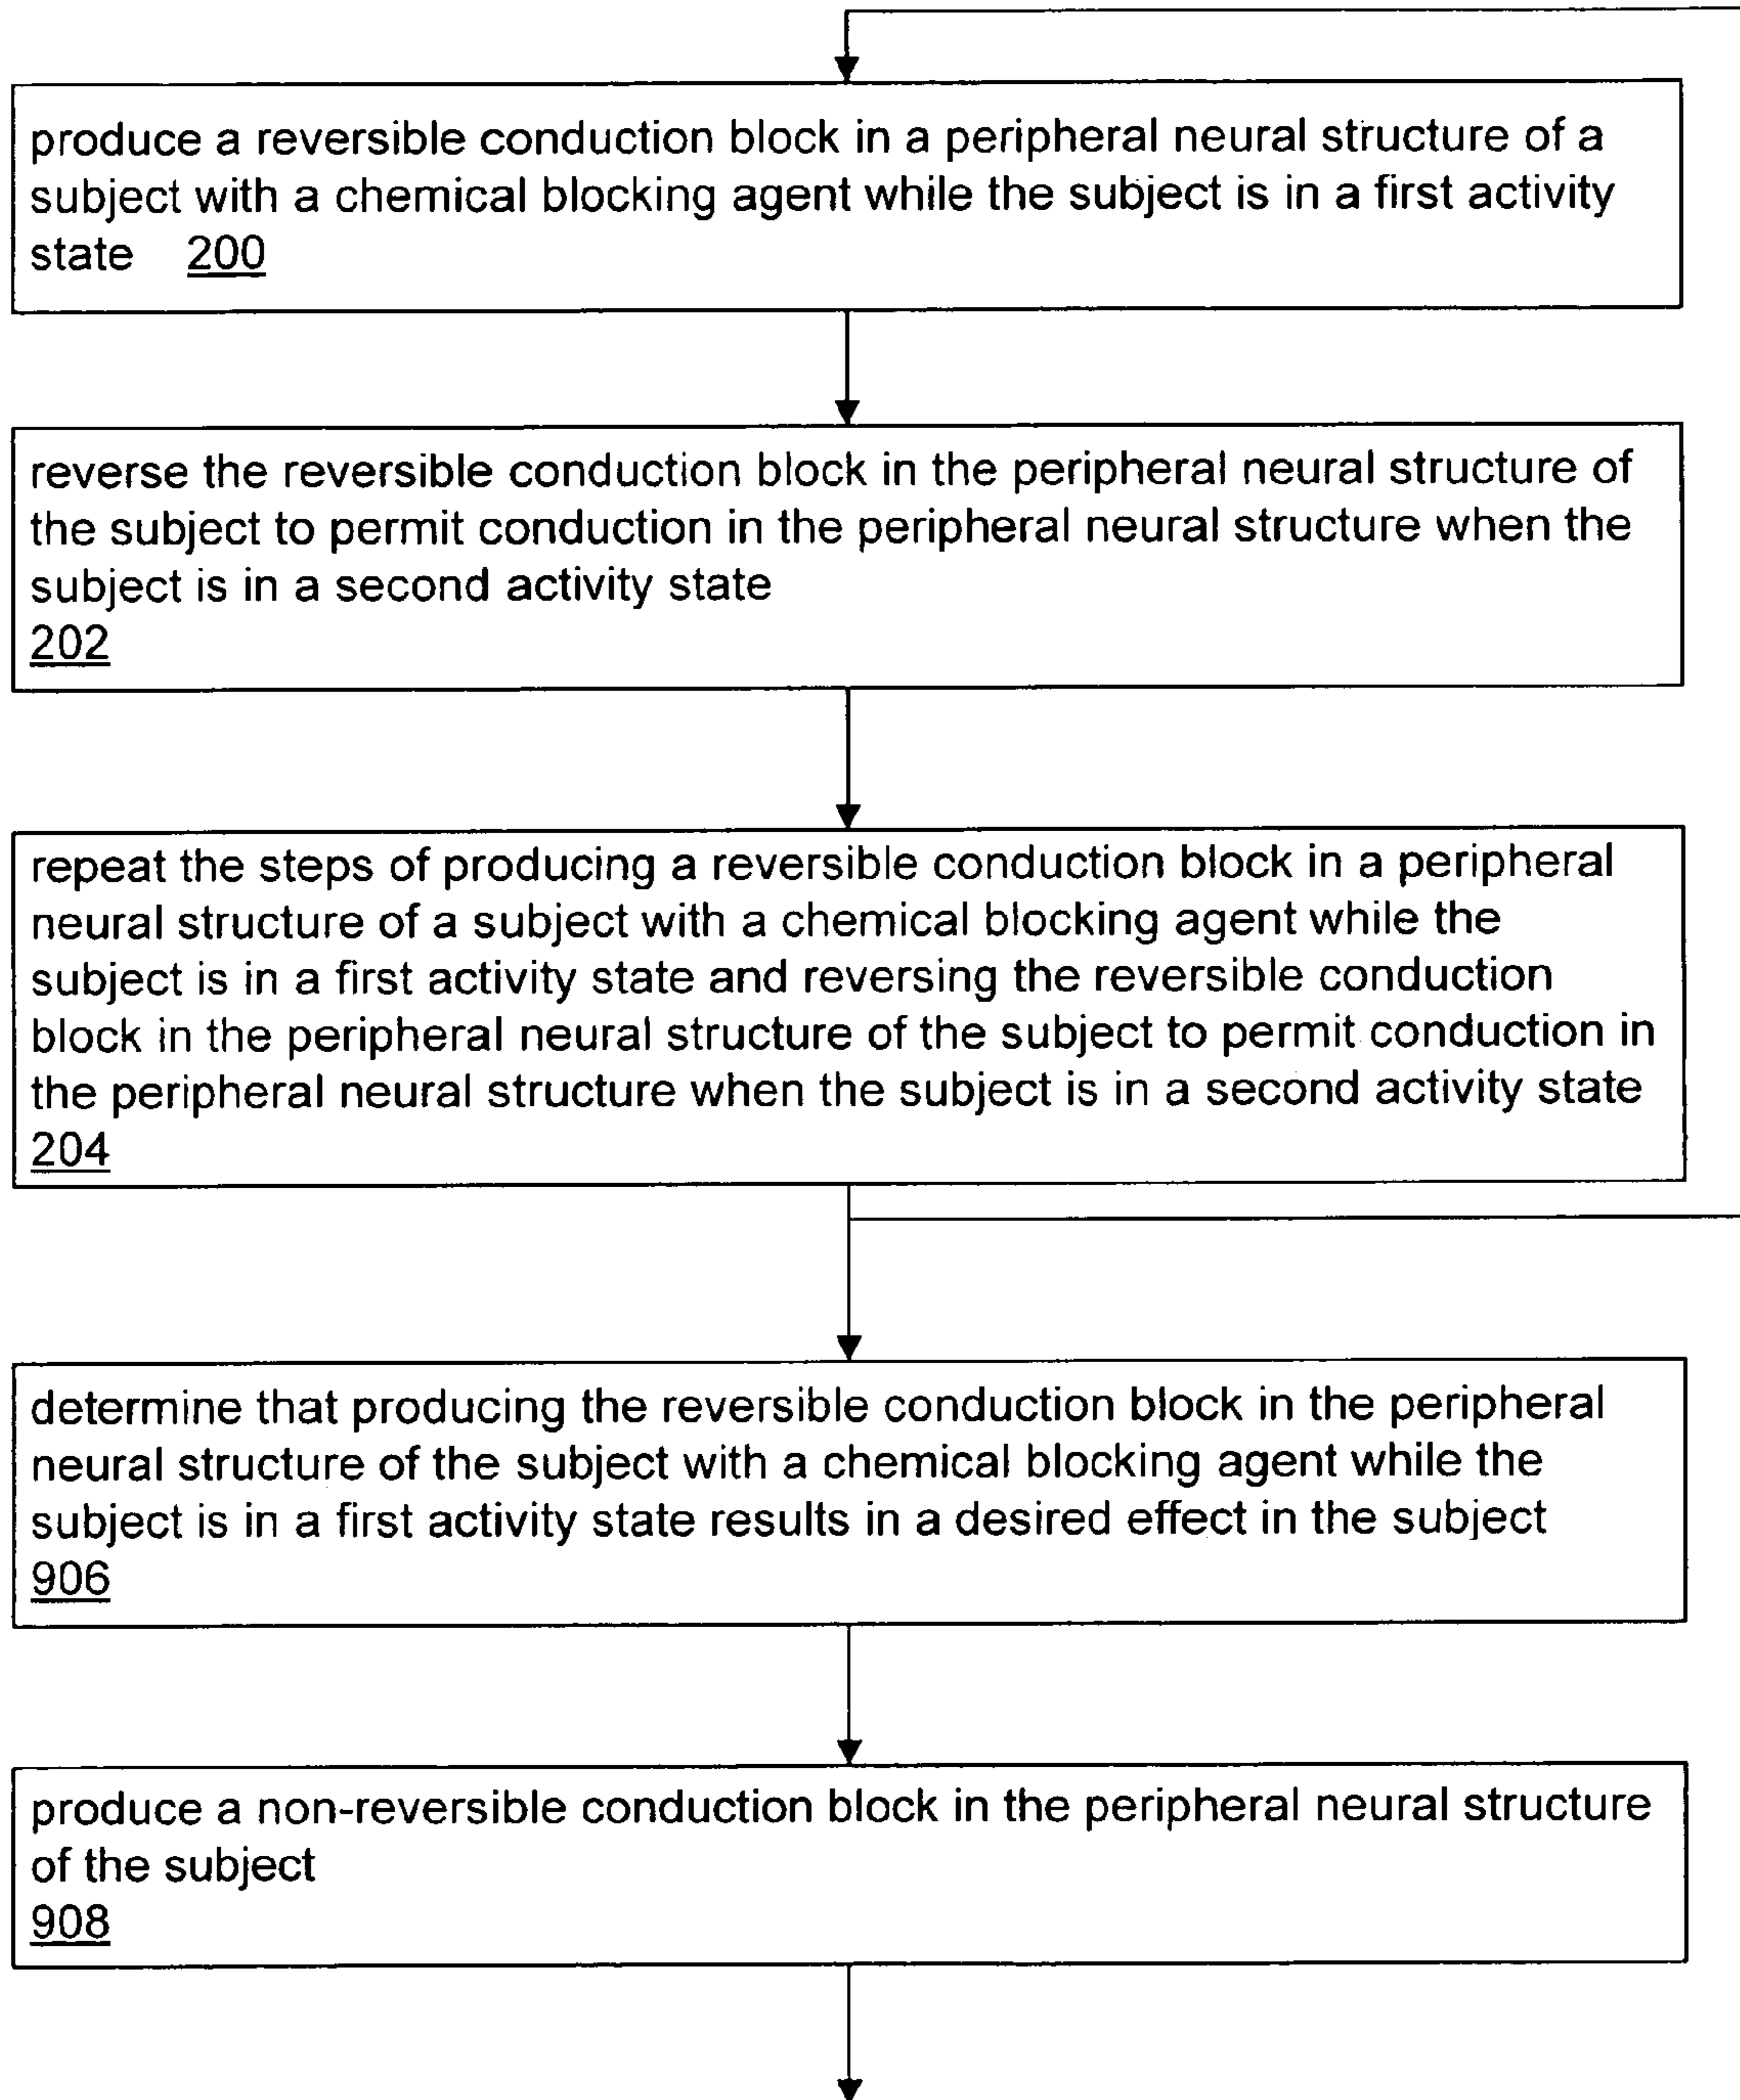 produce a reversible conduction block in a peripheral neural structure of a
subject with a chemical blocking agent while the subject is in a first activity
state 200
reverse the reversible conduction block in the peripheral neural structure of
the subject to permit conduction in the peripheral neural structure when the
subject is in a second activity state
202
repeat the steps of producing a reversible conduction block in a peripheral
neural structure of a subject with a chemical blocking agent while the
subject is in a first activity state and reversing the reversible conduction
block in the peripheral neural structure of the subject to permit conduction in
the peripheral neural structure when the subject is in a second activity state
204
determine that producing the reversible conduction block in the peripheral
neural structure of the subject with a chemical blocking agent while the
subject is in a first activity state results in a desired effect in the subject
906
produce a non-reversible conduction block in the peripheral neural structure
of the subject
908